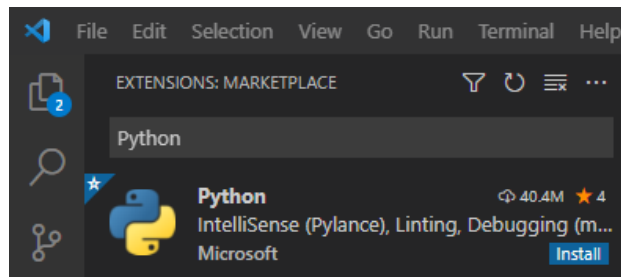 File Edit Selection View Go Run Terminal Help
EXTENSIONS: MARKETPLACE
2
Python
Python 40.4M 4
IntelliSense (Pylance), Linting, Debugging (m...
Microsoft Install